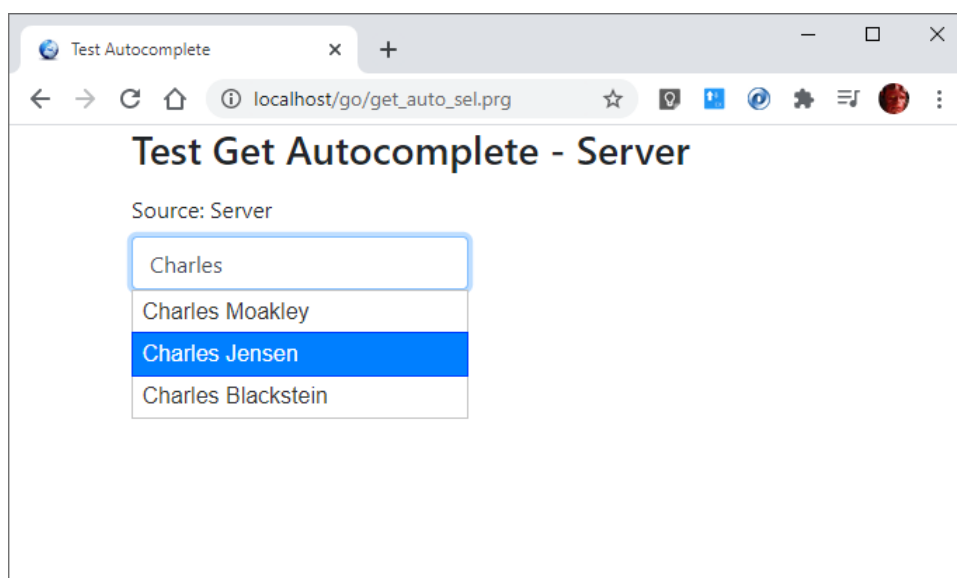 Test Autocomplete
localhost/go/get_auto_sel.prg
Test Get Autocomplete - Server
Source: Server
Charles
Charles Moakley
Charles Jensen
Charles Blackstein